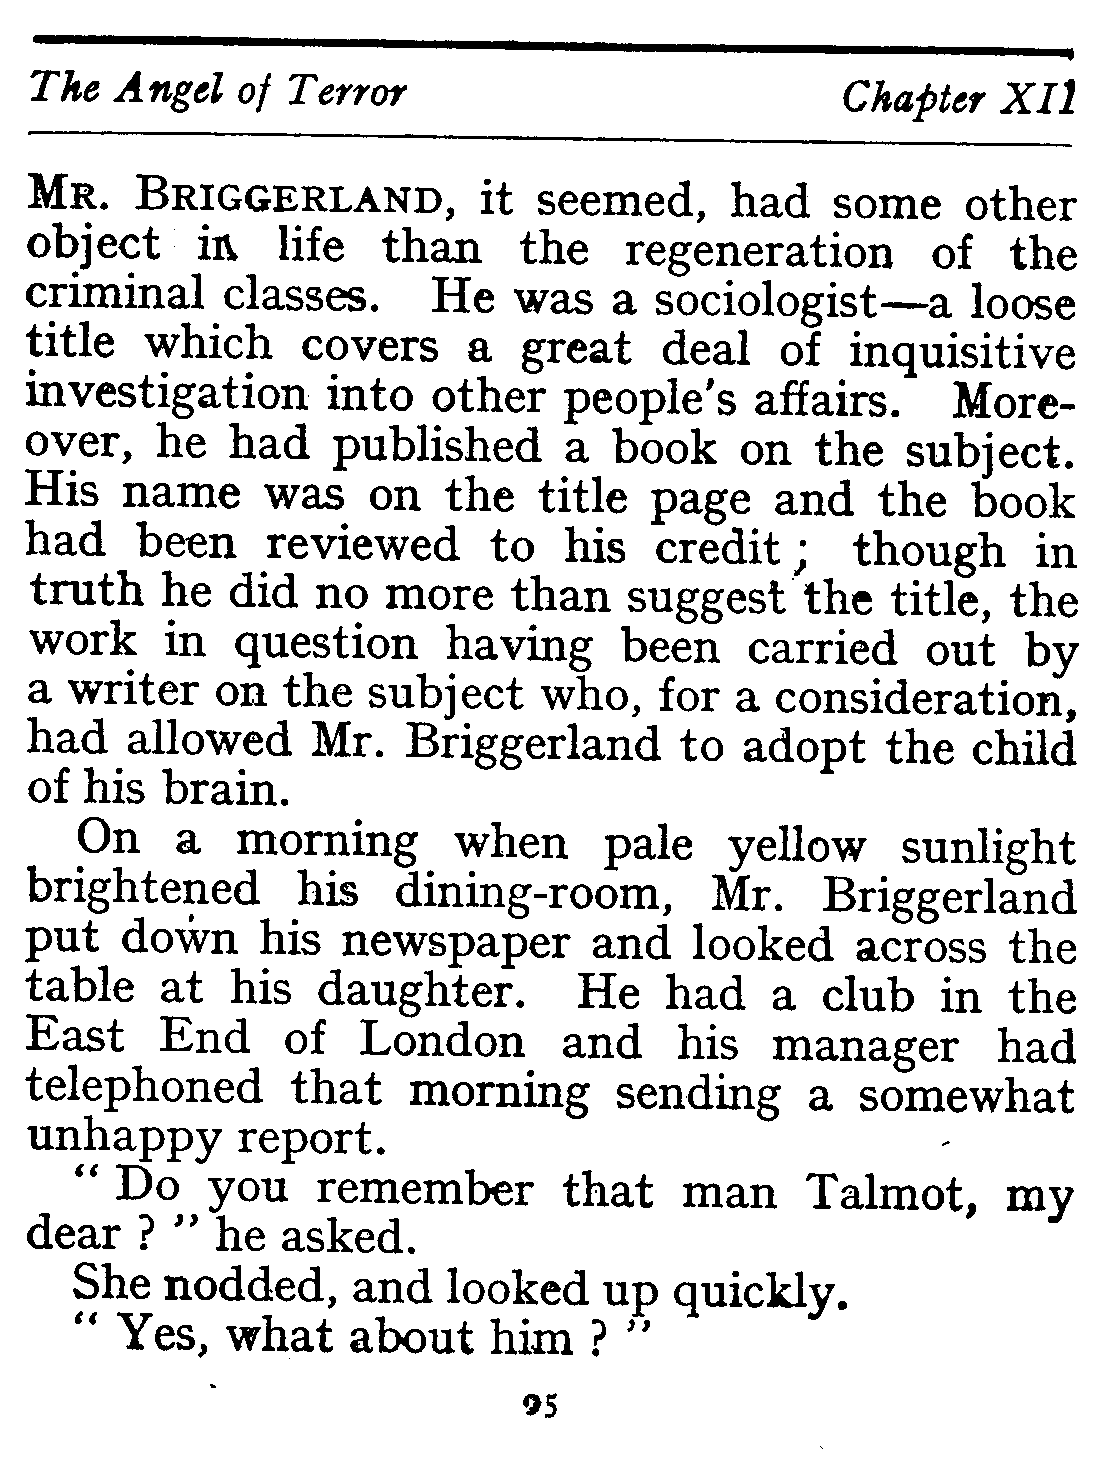 The Angel of Terror Chapter XII
MR. BRIGGERLAND, it seemed, had some other
object in life than the regeneration of the
criminal classes. He was a sociologist—a loose
title which covers a great deal of inquisitive
investigation into other people's affairs. More-
over, he had published a book on the subject.
His name was on the title page and the book
had been reviewed to his credit ; though in
truth he did no more than suggest the title, the
work in question having been carried out by
a writer on the subject who, for a consideration,
had allowed Mr. Briggerland to adopt the child
of his brain.
On a morning when pale yellow sunlight
brightened his dining-room, Mr. Briggerland
put down his newspaper and looked across the
table at his daughter. He had a club in the
East End of London and his manager had
telephoned that morning sending a somewhat
unhappy report.
" Do you remember that man Talmot, my
dear ? " he asked.
She nodded, and looked up quickly.
" Yes, what about him ? "
95